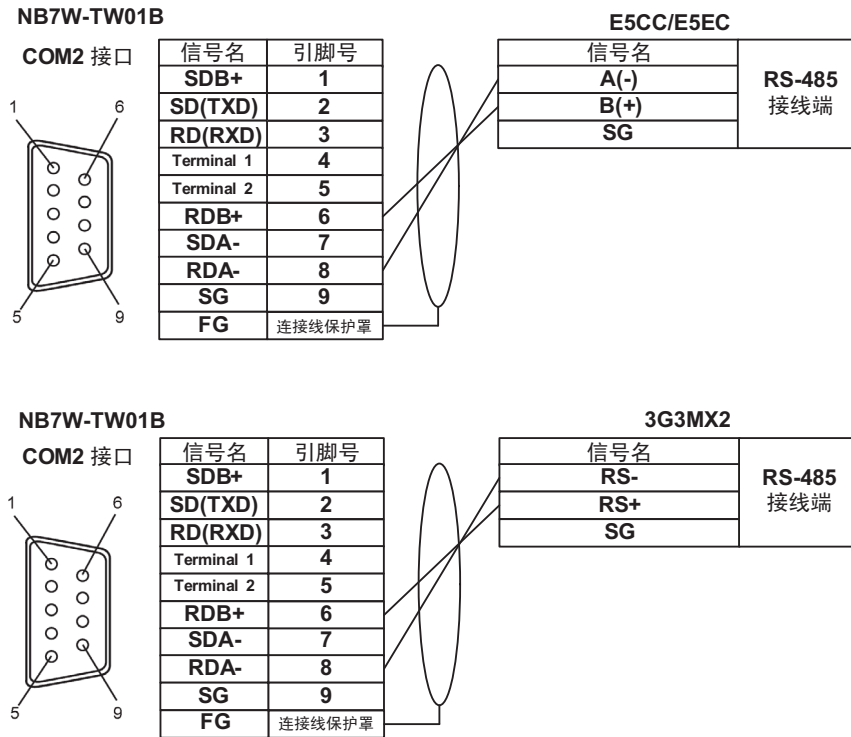 NB7W-TW01B
E5CC/E5EC
COM2 接口
信号名 引脚号
SDB+ 1
SD(TXD) 2
RD(RXD) 3
Terminal 1 4
Terminal 2 5
RDB+ 6
SDA- 7
RDA- 8
SG 9
FG 连接线保护罩
1 6
5 9
信号名
A(-)
B(+)
SG
RS-485
接线端
NB7W-TW01B
3G3MX2
COM2 接口
信号名 引脚号
SDB+ 1
SD(TXD) 2
RD(RXD) 3
Terminal 1 4
Terminal 2 5
RDB+ 6
SDA- 7
RDA- 8
SG 9
FG 连接线保护罩
1 6
5 9
信号名
RS-
RS+
SG
RS-485
接线端